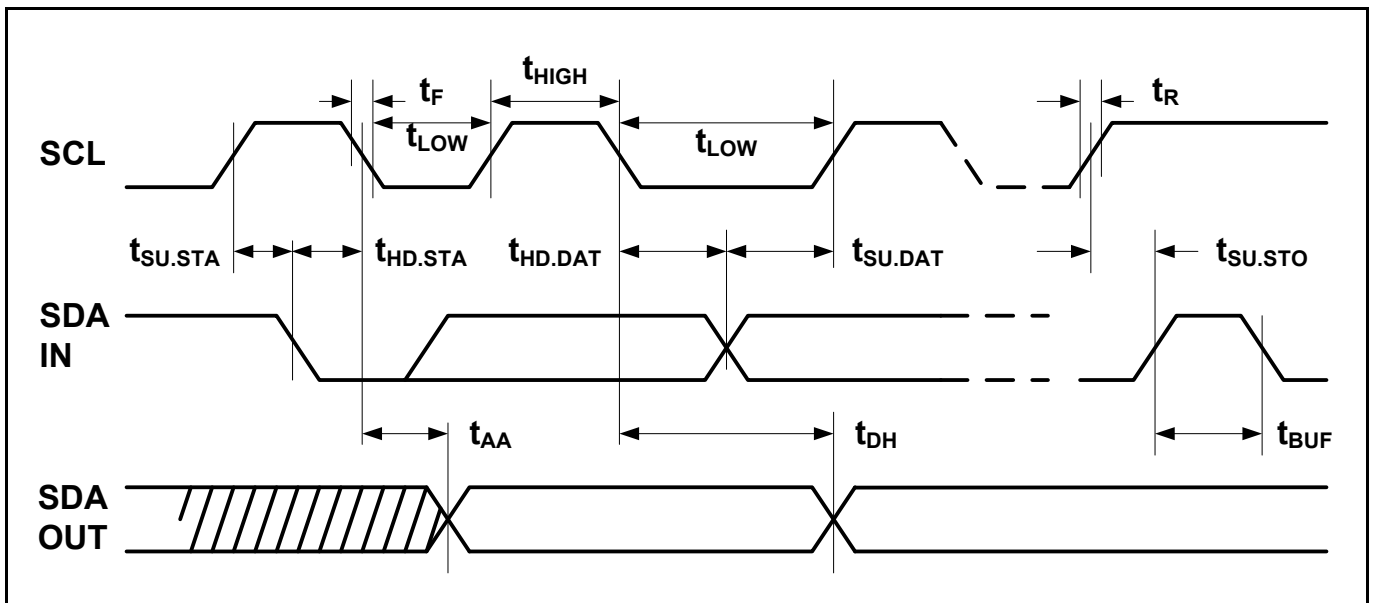 tHIGH
tF
tR
SCL
tLOW
tLOW
tSU.STA
tHD.STA
tHD.DAT
tSU.DAT
tSU.STO
SDA
IN
tAA
tDH
tBUF
SDA
OUT